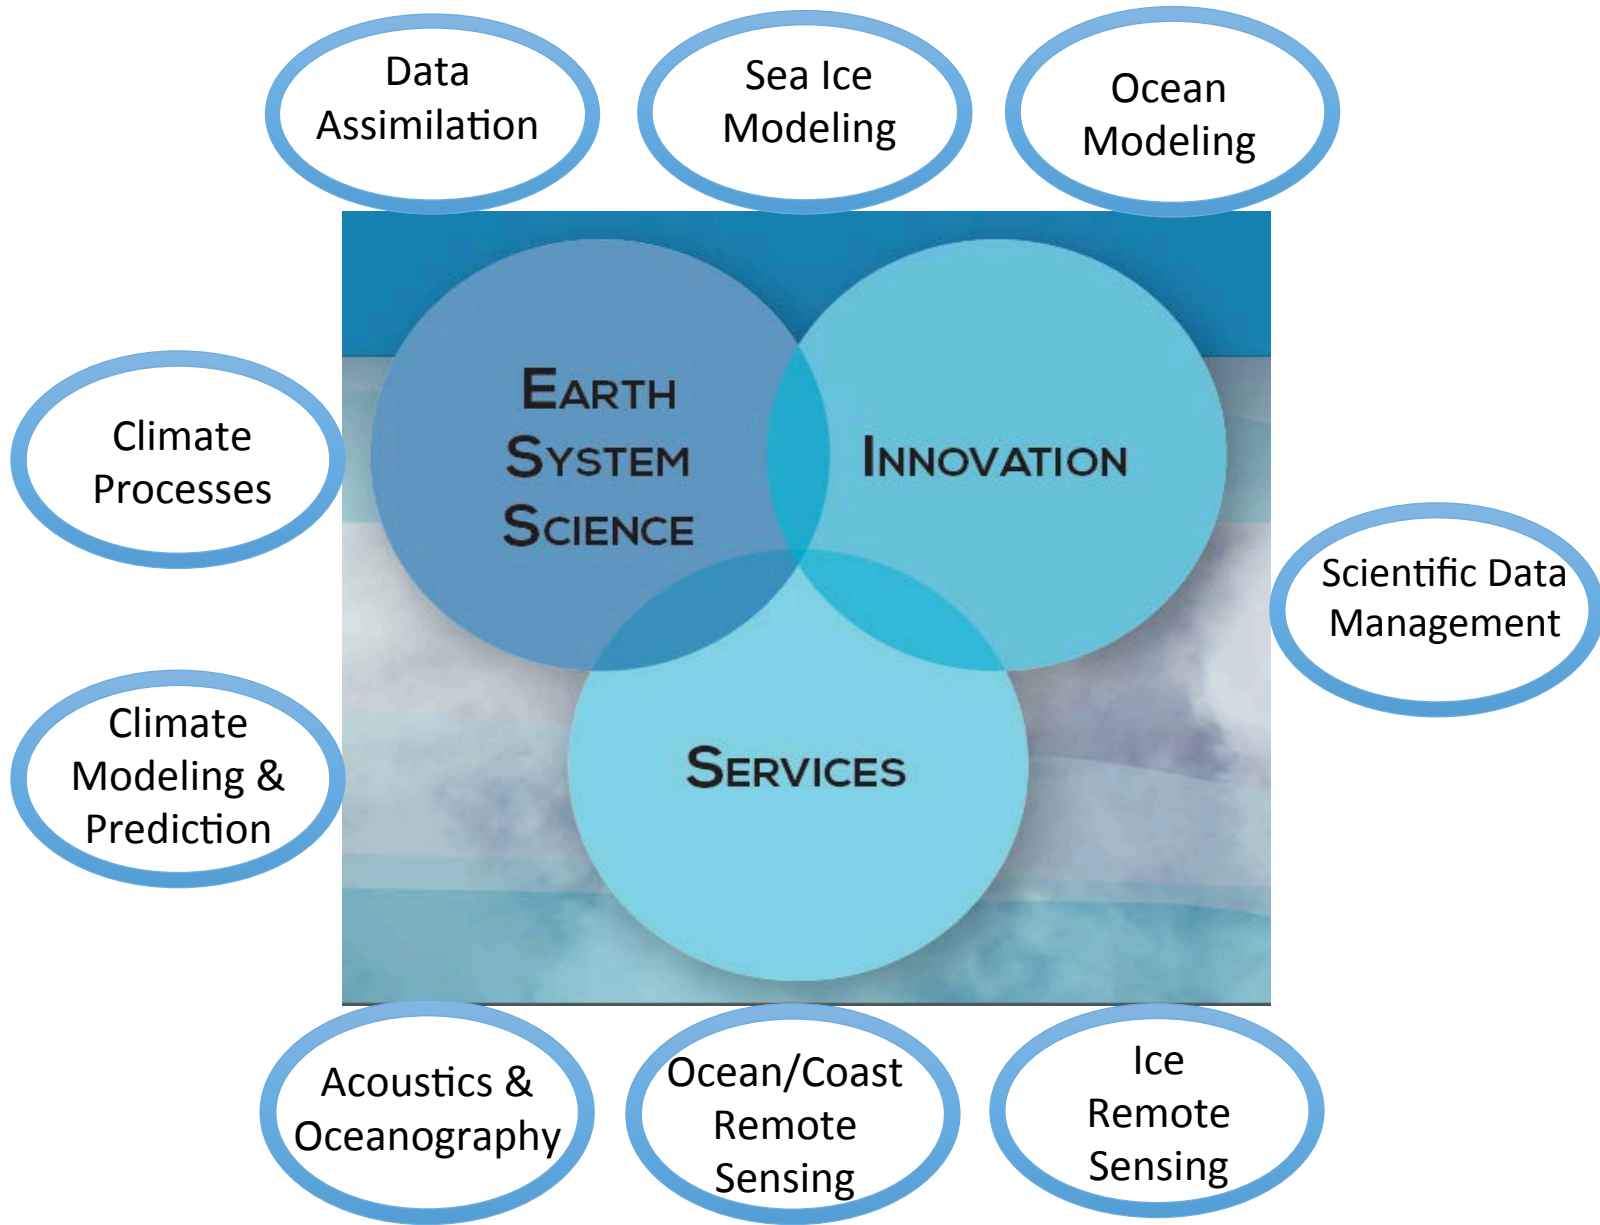 Data
Assimilation
Sea Ice
Modeling
Ocean
Modeling
Climate
Processes
EARTH
SYSTEM
SCIENCE
INNOVATION
Scientific Data
Management
Climate
Modeling &
Prediction
SERVICES
Acoustics &
Oceanography
Ocean/Coast
Remote
Sensing
Ice
Remote
Sensing